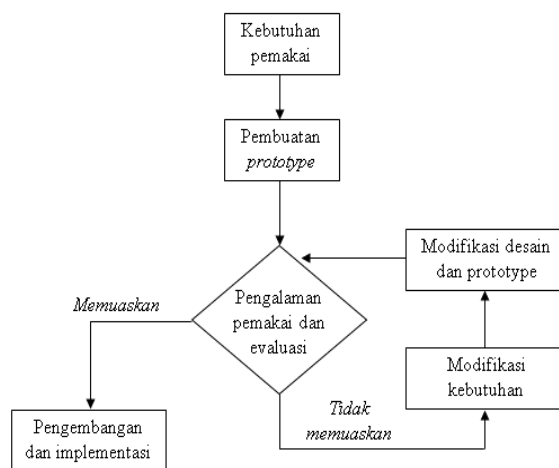 Kebutuhan
pemakai
Pembuatan
prototype
Pengalaman
pemakai dan
evaluasi
Memuaskan
Pengembangan
dan implementasi
Tidak
memuaskan
Modifikasi
kebutuhan
Modifikasi desain
dan prototype